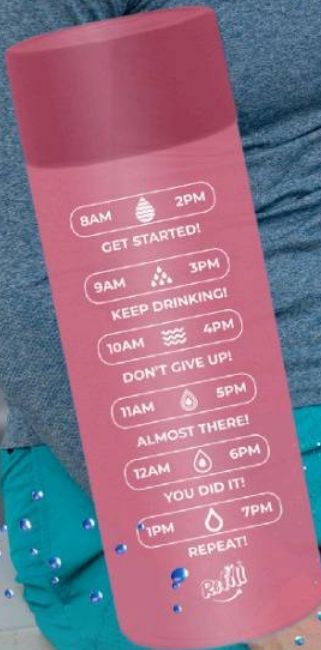 8AM 2PM
GET STARTED!
9AM 3PM
KEEP DRINKING!
10AM 4PM
DON'T GIVE UP!
11AM 5PM
ALMOST THERE!
12AM 6PM
YOU DID IT!
1PM 7PM
REPEAT!
Refill